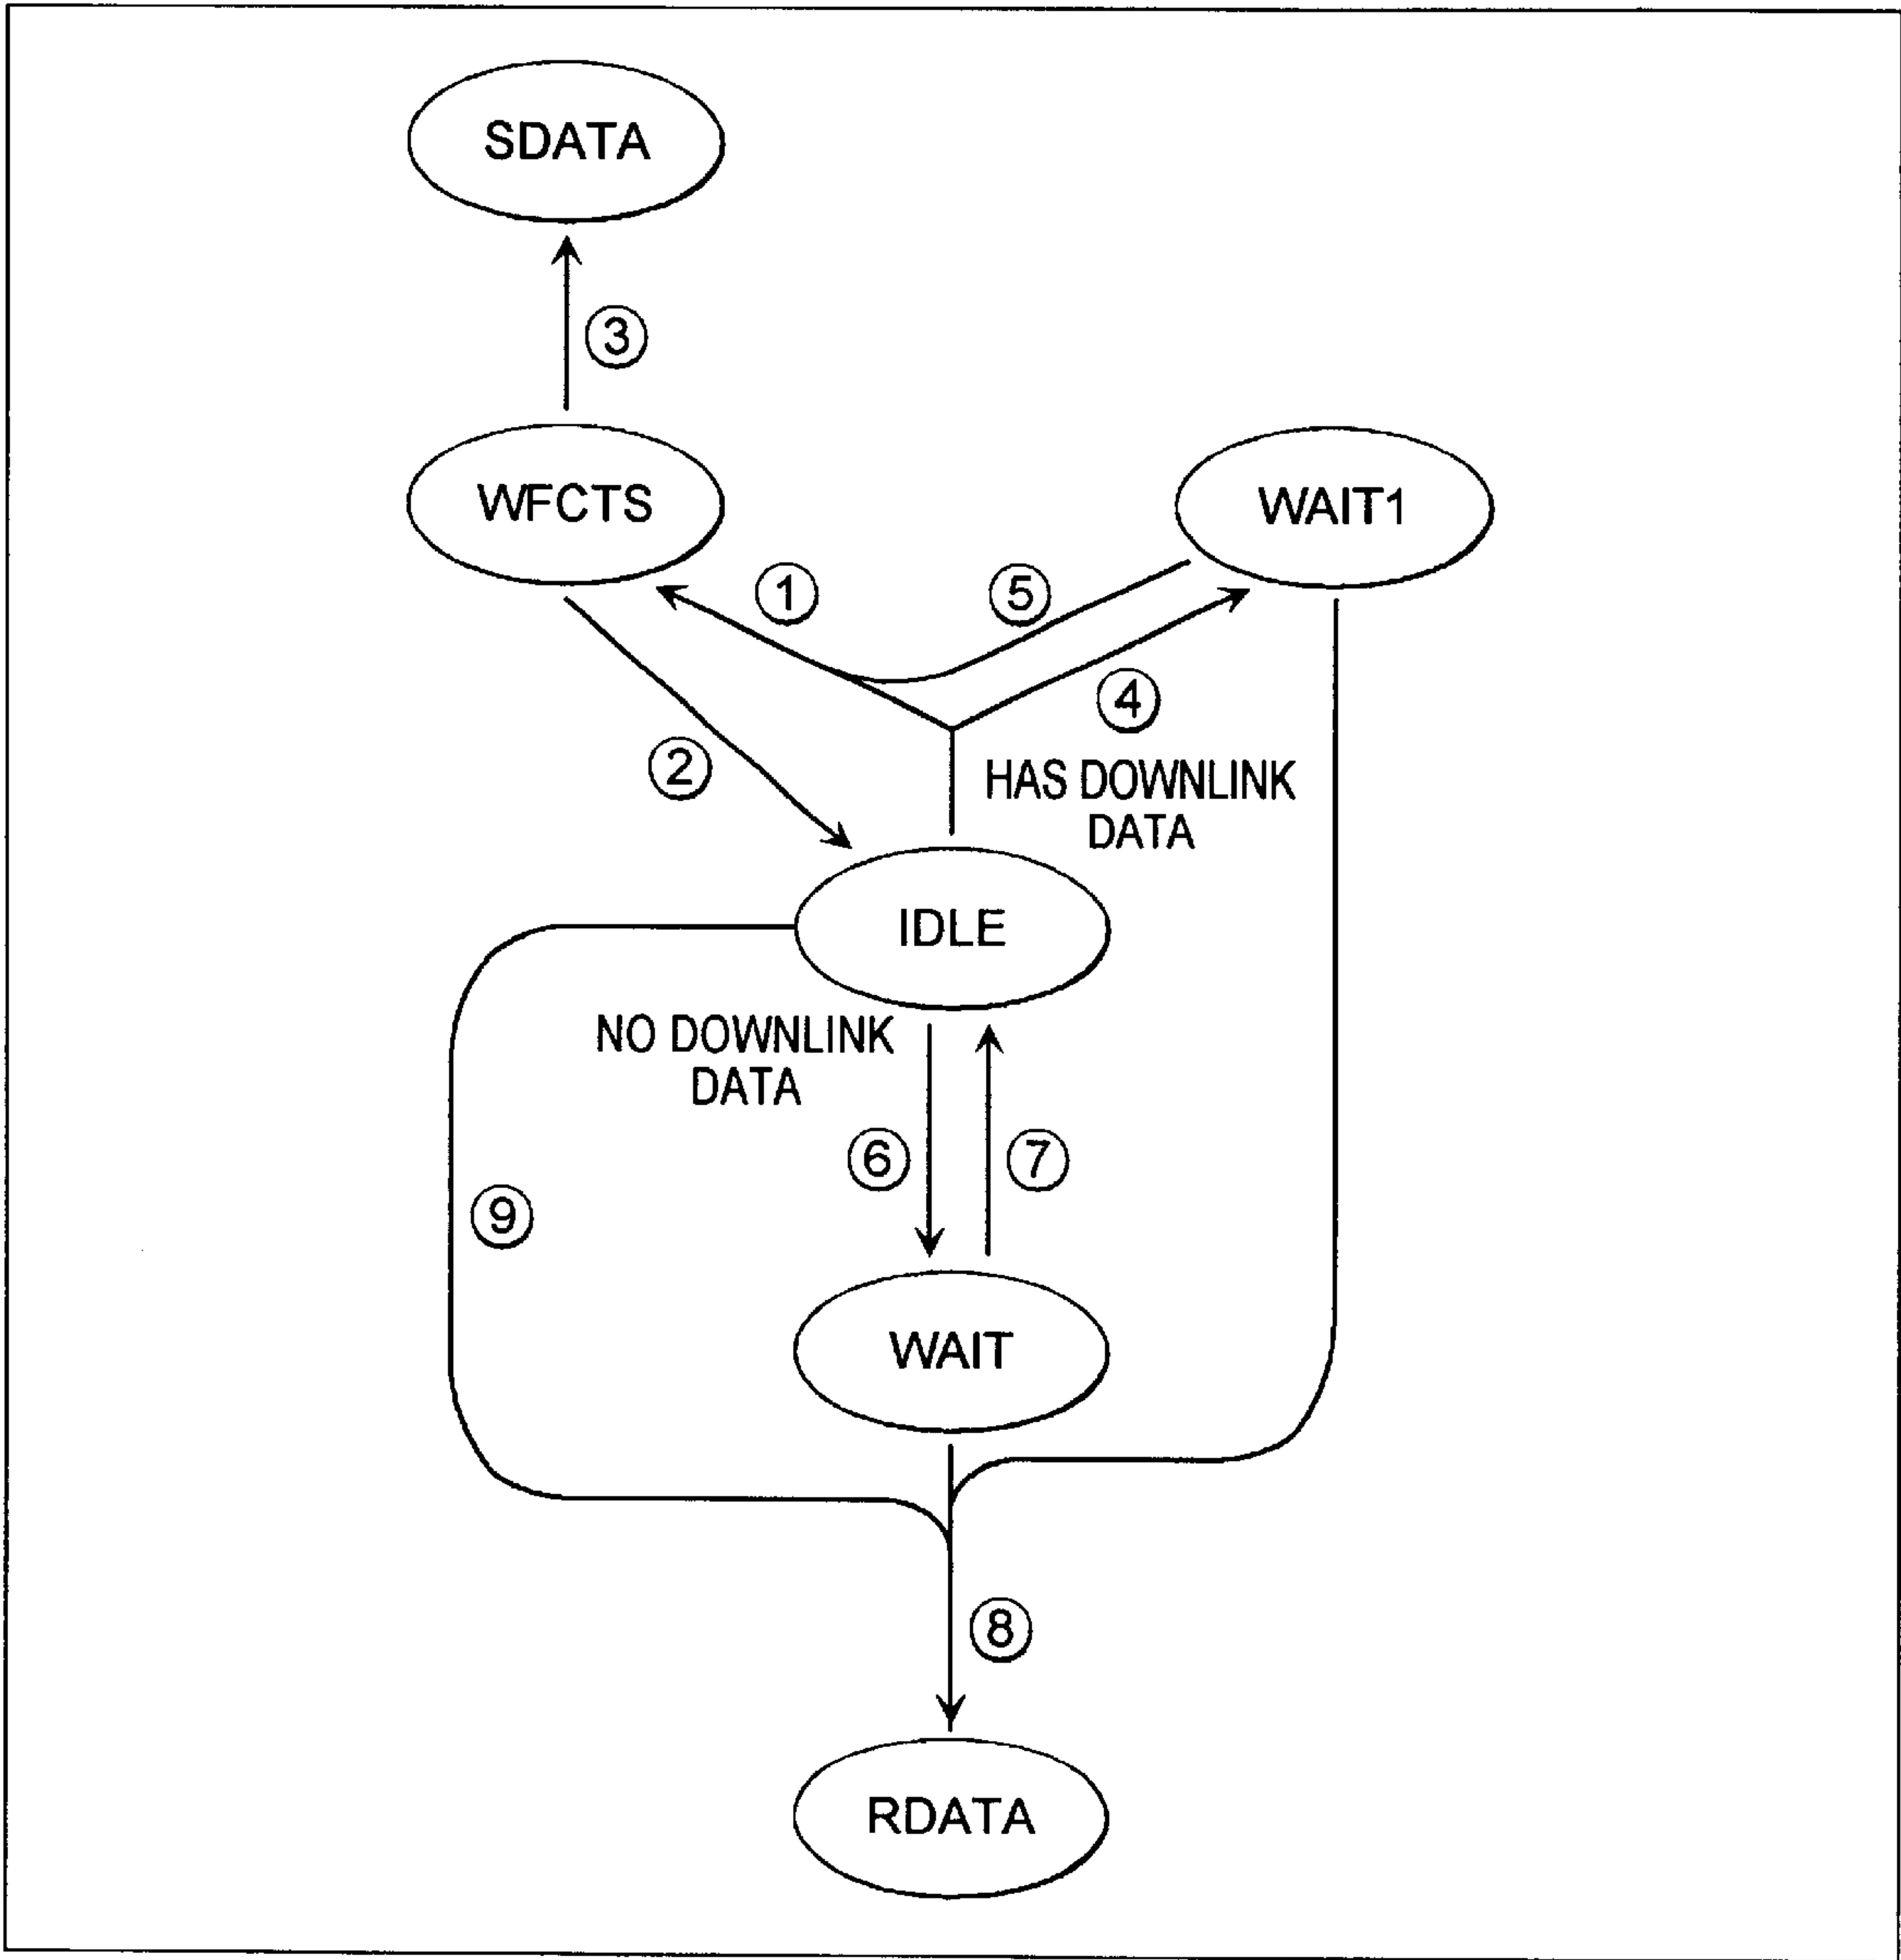 SDATA
③
WFCTS
WAIT1
①
⑤
④
②
HAS DOWNLINK
DATA
IDLE
NO DOWNLINK
DATA
⑥
⑦
⑨
WAIT
⑧
RDATA